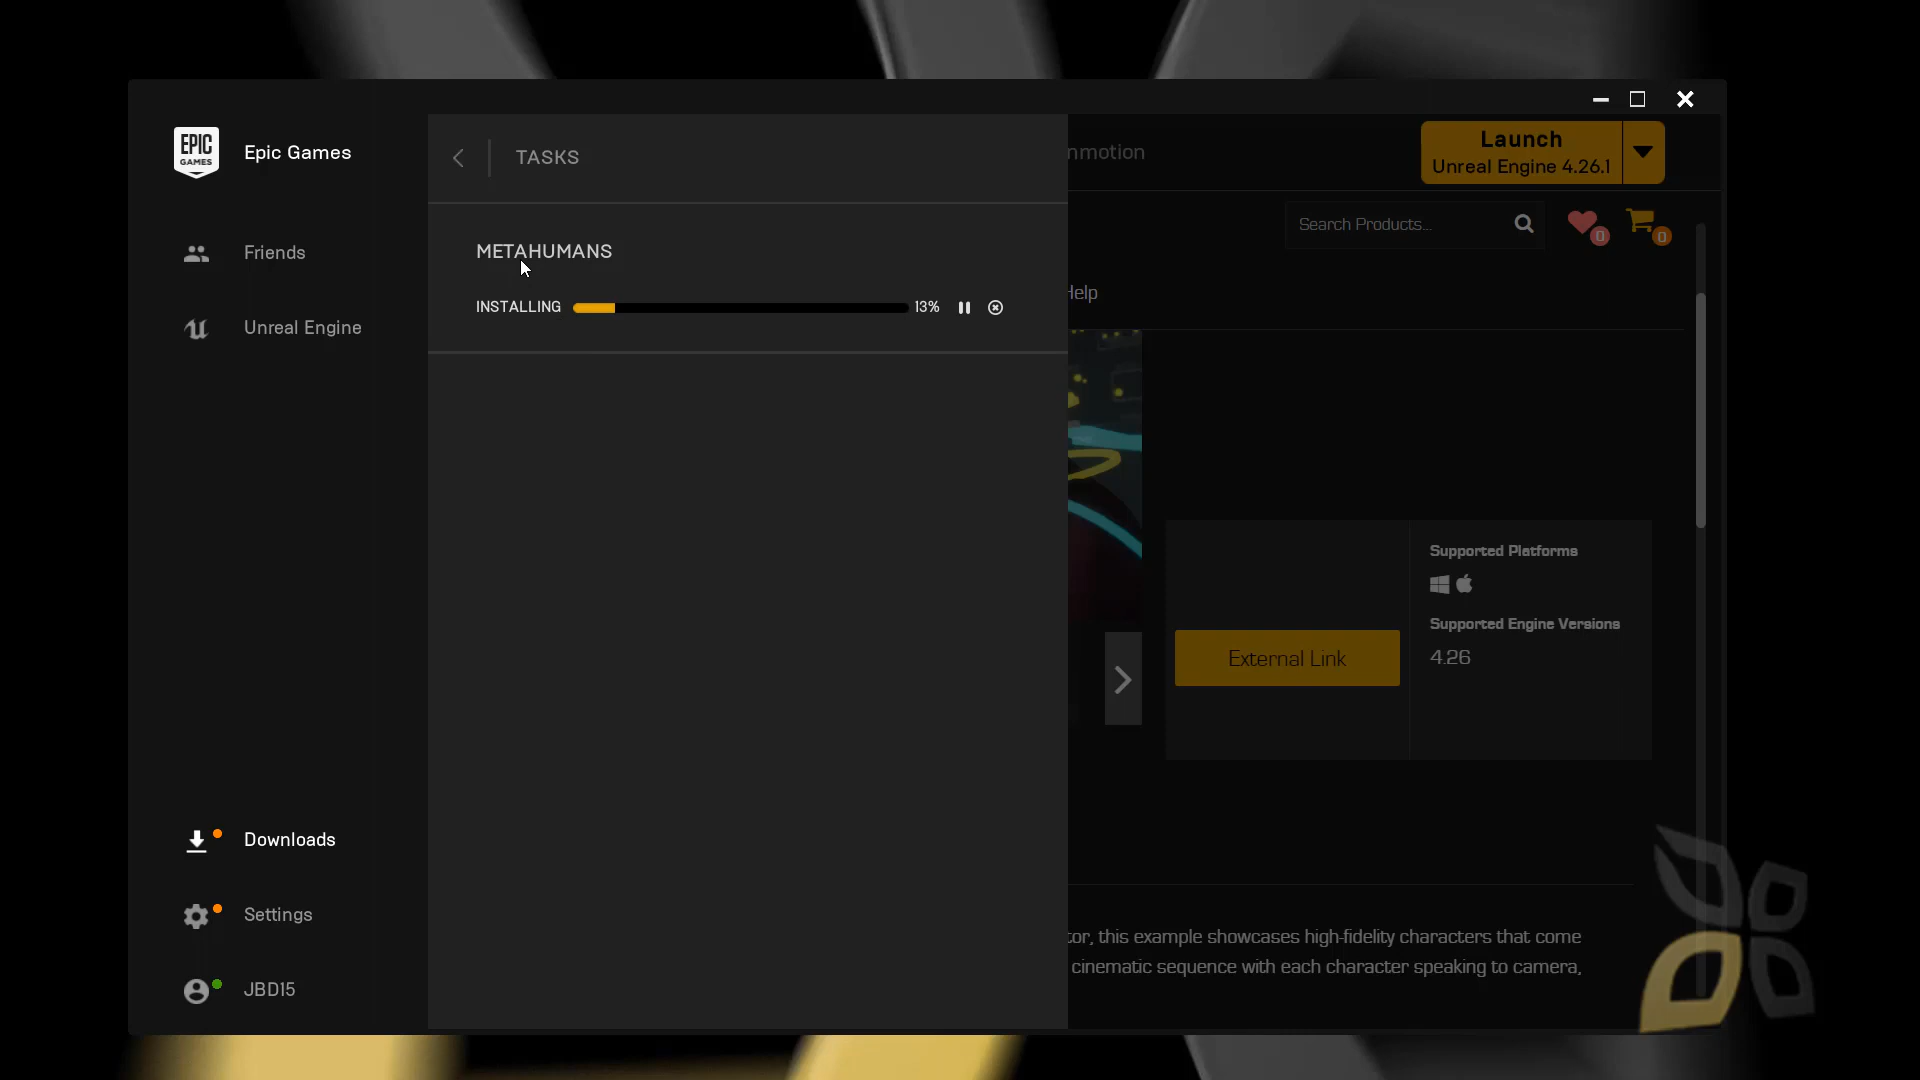 EPIC
GAMES
Epic Games
Friends
Unreal Engine
Downloads
Settings
JBD15
TASKS
METAHUMANS
INSTALLING 13%
nmotion
Launch
Unreal Engine 4.26.1
Search Products...
0
0
Help
External Link
Supported Platforms
Supported Engine Versions
4.26
tor, this example showcases high-fidelity characters that come
cinematic sequence with each character speaking to camera,